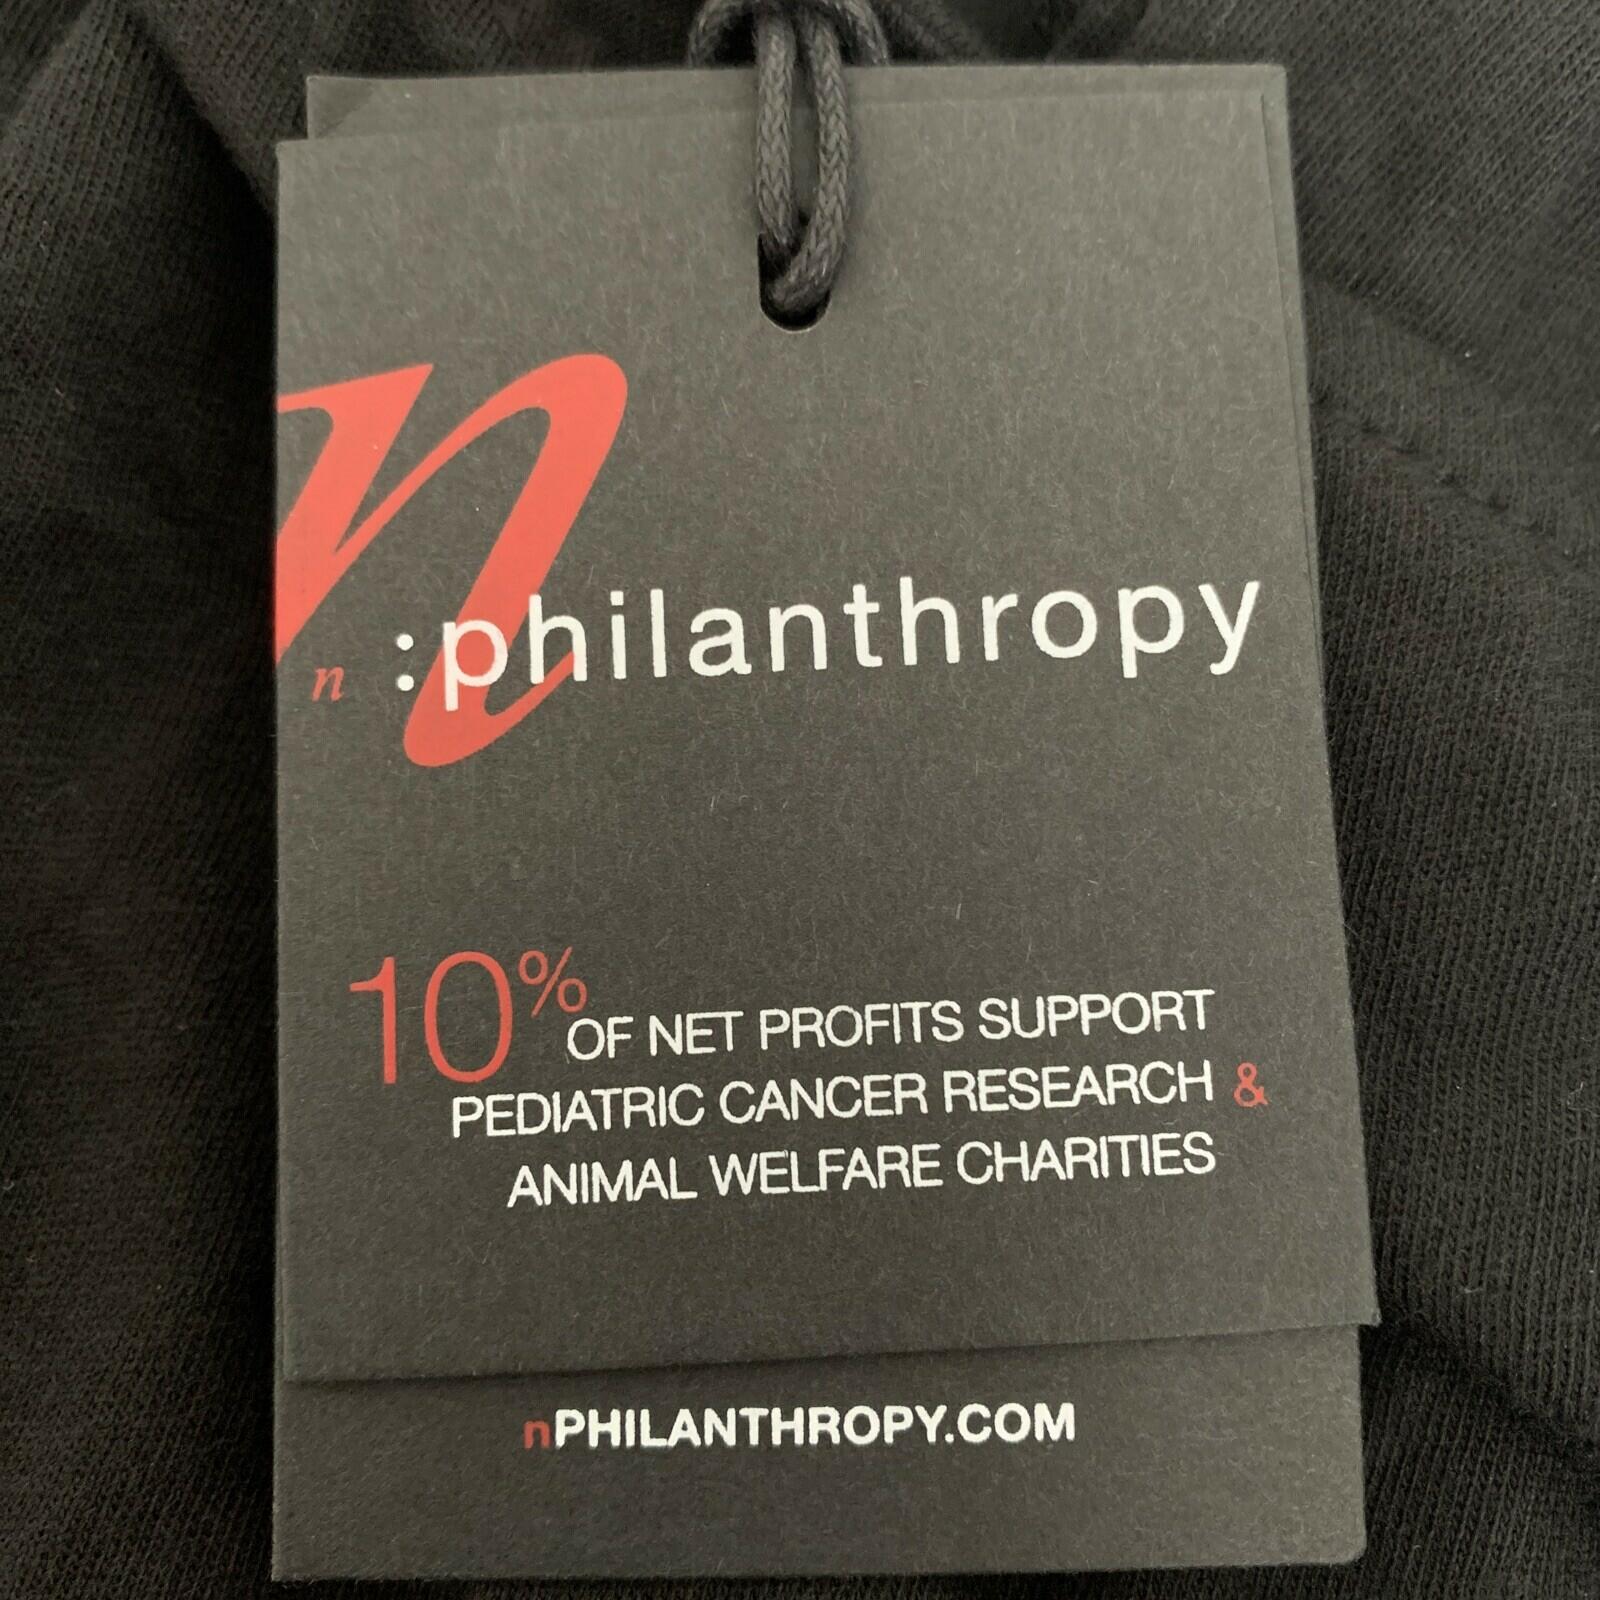 n
n :philanthropy
10% OF NET PROFITS SUPPORT
PEDIATRIC CANCER RESEARCH &
ANIMAL WELFARE CHARITIES
nPHILANTHROPY.COM